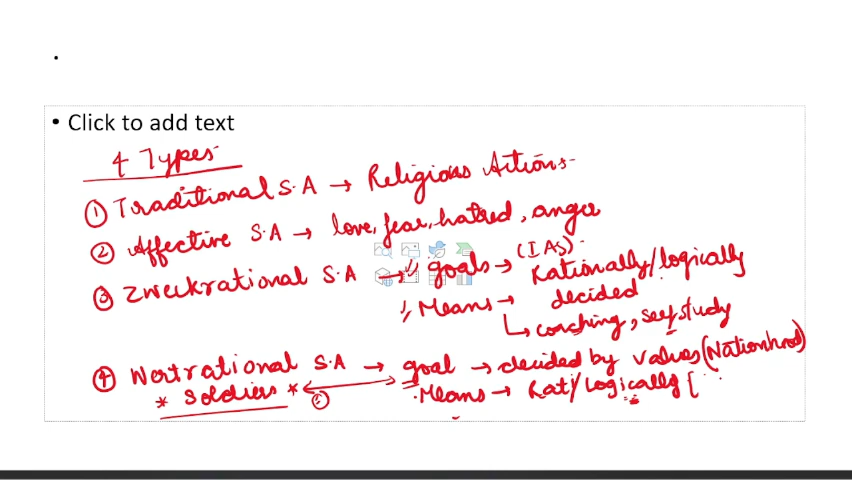 • Click to add text
4 Types
① Traditional S.A → Religious Actions
② Affective S.A → love, fear, hatred, anger
③ Zweckrational S.A → goals → (IAS) Rationally/logically decided
Means → coaching, self study
④ Wertrational S.A → goal → decided by values (Nationhood)
* Soldiers * Means → Rat/Logically [